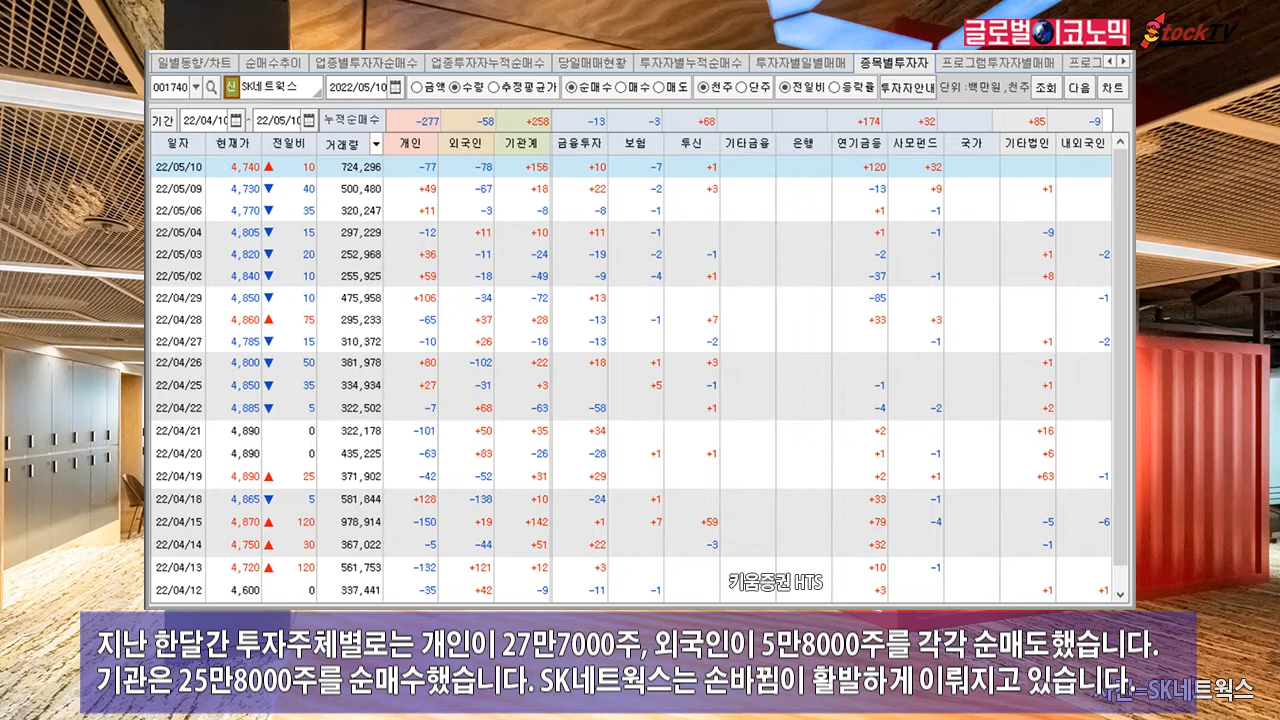 글로벌이코노믹 StockTV
일별동향/차트 순매수추이 업종별투자자순매수 업종투자자누적순매수 당일매매현황 투자자별누적순매수 투자자별일별매매 종목별투자자 프로그램투자자별매매 프로그
001740 신 SK네트웍스 2022/05/10 금액 수량 추정평균가 순매수 매수 매도 천주 단주 전일비 등락율 투자자안내 단위:백만원,천주 조회 다음 차트
기간 22/04/10 - 22/05/10 누적순매수 -277 -58 +258 -13 -3 +68 +174 +32 +85 -9
일자 현재가 전일비 거래량 개인 외국인 기관계 금융투자 보험 투신 기타금융 은행 연기금등 사모펀드 국가 기타법인 내외국인
22/05/10 4,740 ▲ 10 724,296 -77 -78 +156 +10 -7 +1 +120 +32
22/05/09 4,730 ▼ 40 500,480 +49 -67 +18 +22 -2 +3 -13 +9 +1
22/05/06 4,770 ▼ 35 320,247 +11 -3 -8 -8 -1 +1 -1
22/05/04 4,805 ▼ 15 297,229 -12 +11 +10 +11 -1 +1 -1 -9
22/05/03 4,820 ▼ 20 252,968 +36 -11 -24 -19 -2 -1 -2 +1 -2
22/05/02 4,840 ▼ 10 255,925 +59 -18 -49 -9 -4 +1 -37 -1 +8
22/04/29 4,850 ▼ 10 475,958 +106 -34 -72 +13 -85 -1
22/04/28 4,860 ▲ 75 295,233 -65 +37 +28 -13 -1 +7 +33 +3
22/04/27 4,785 ▼ 15 310,372 -10 +26 -16 -13 -2 -1 +1 -2
22/04/26 4,800 ▼ 50 381,978 +80 -102 +22 +18 +1 +3 +1
22/04/25 4,850 ▼ 35 334,934 +27 -31 +3 +5 -1 -1 +1
22/04/22 4,885 ▼ 5 322,502 -7 +68 -63 -58 +1 -4 -2 +2
22/04/21 4,890 0 322,178 -101 +50 +35 +34 +2 +16
22/04/20 4,890 0 435,225 -63 +83 -26 -28 +1 +1 +1 -1 +6
22/04/19 4,890 ▲ 25 371,902 -42 -52 +31 +29 +2 +1 +63 -1
22/04/18 4,865 ▼ 5 581,844 +128 -138 +10 -24 +1 +33 -1
22/04/15 4,870 ▲ 120 978,914 -150 +19 +142 +1 +7 +59 +79 -4 -5 -6
22/04/14 4,750 ▲ 30 367,022 -5 -44 +51 +22 -3 +32 -1
22/04/13 4,720 ▲ 120 561,753 -132 +121 +12 +3 +10 -1
22/04/12 4,600 0 337,441 -35 +42 -9 -11 -1 +3 +1 +1
키움증권 HTS
지난 한달간 투자주체별로는 개인이 27만7000주, 외국인이 5만8000주를 각각 순매도했습니다.
기관은 25만8000주를 순매수했습니다. SK네트웍스는 손바뀜이 활발하게 이뤄지고 있습니다.
=SK네트웍스